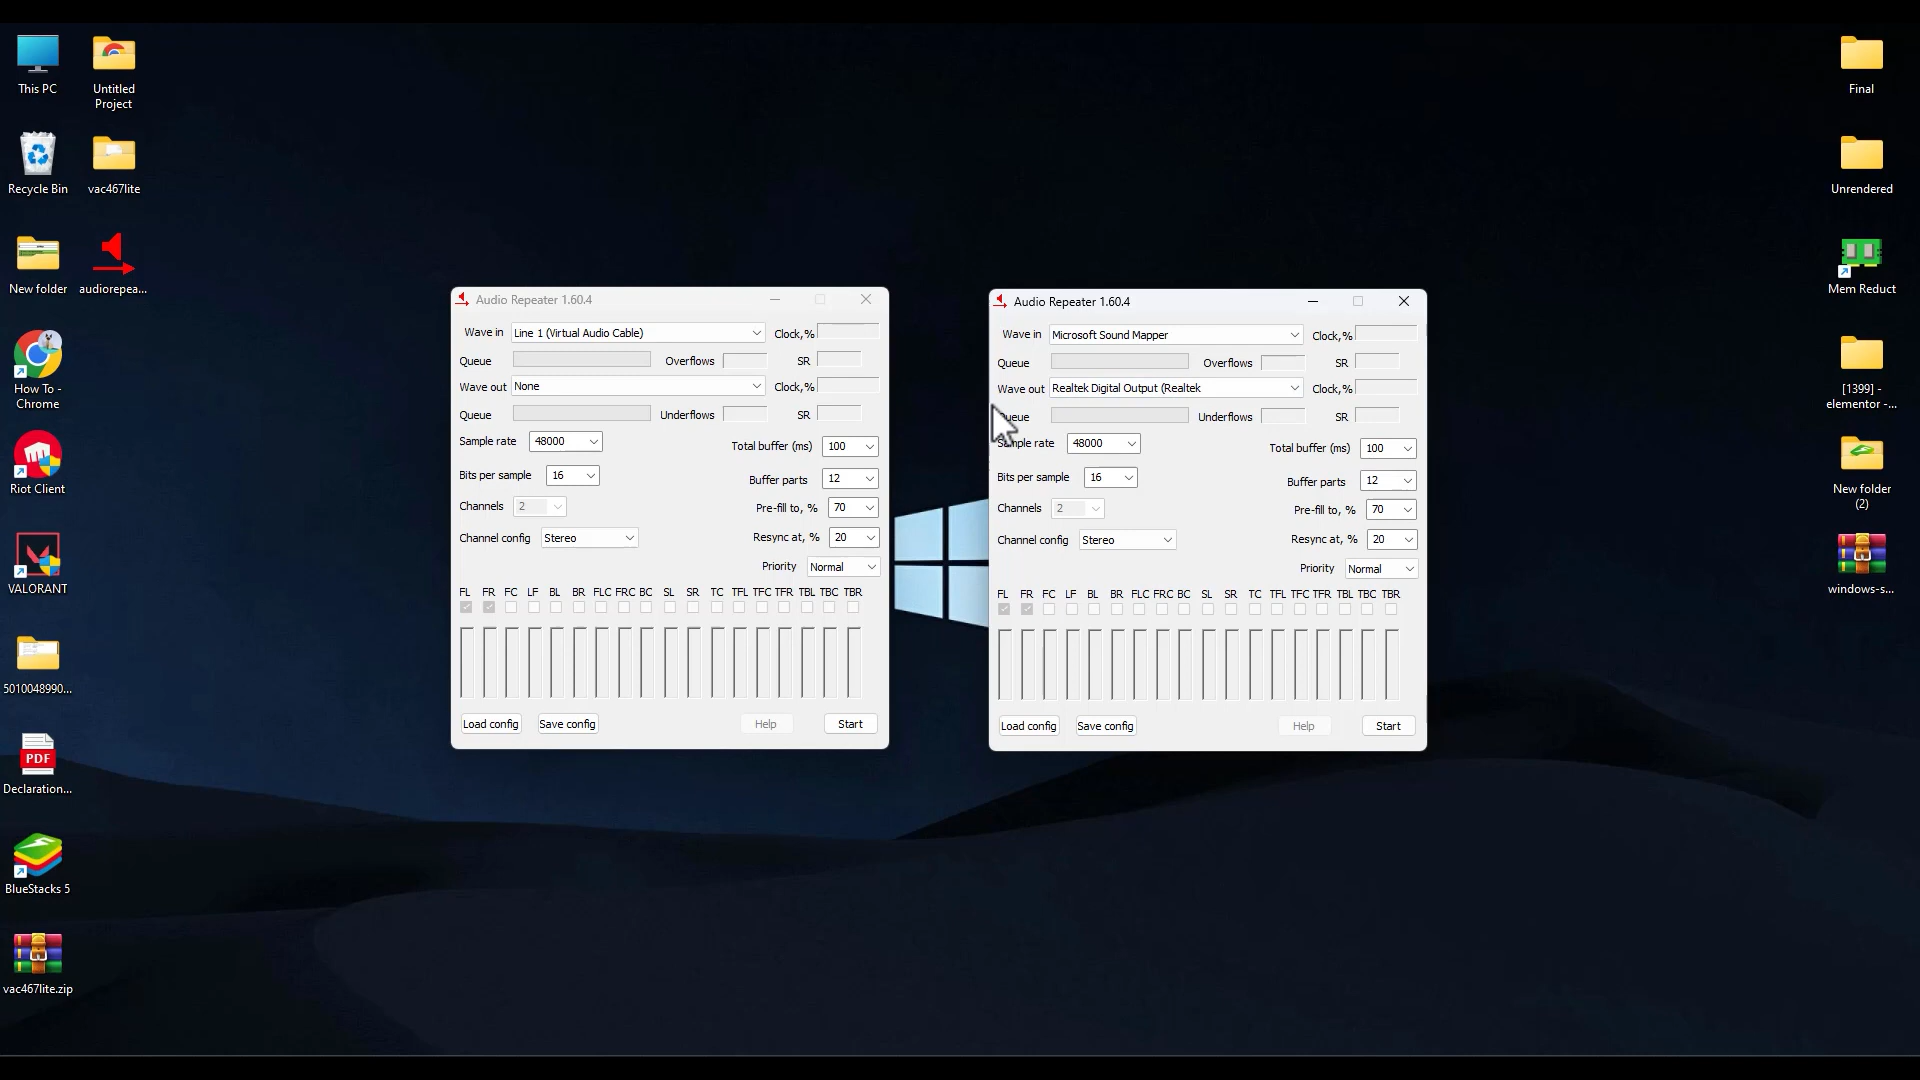 This PC
Untitled
Project
Recycle Bin
vac467lite
New folder
audiorepea...
How To -
Chrome
Riot Client
VALORANT
5010048990...
PDF
Declaration...
BlueStacks 5
vac467lite.zip
Audio Repeater 1.60.4
Wave in Line 1 (Virtual Audio Cable) Clock,%
Queue Overflows SR
Wave out None Clock,%
Queue Underflows SR
Sample rate 48000 Total buffer (ms) 100
Bits per sample 16 Buffer parts 12
Channels 2 Pre-fill to, % 70
Channel config Stereo Resync at, % 20
Priority Normal
FL FR FC LF BL BR FLC FRC BC SL SR TC TFL TFC TFR TBL TBC TBR
Load config Save config Help Start
Audio Repeater 1.60.4
Wave in Microsoft Sound Mapper Clock,%
Queue Overflows SR
Wave out Realtek Digital Output (Realtek Clock,%
Queue Underflows SR
Sample rate 48000 Total buffer (ms) 100
Bits per sample 16 Buffer parts 12
Channels 2 Pre-fill to, % 70
Channel config Stereo Resync at, % 20
Priority Normal
FL FR FC LF BL BR FLC FRC BC SL SR TC TFL TFC TFR TBL TBC TBR
Load config Save config Help Start
Final
Unrendered
Mem Reduct
[1399] -
elementor -...
New folder
(2)
windows-s...